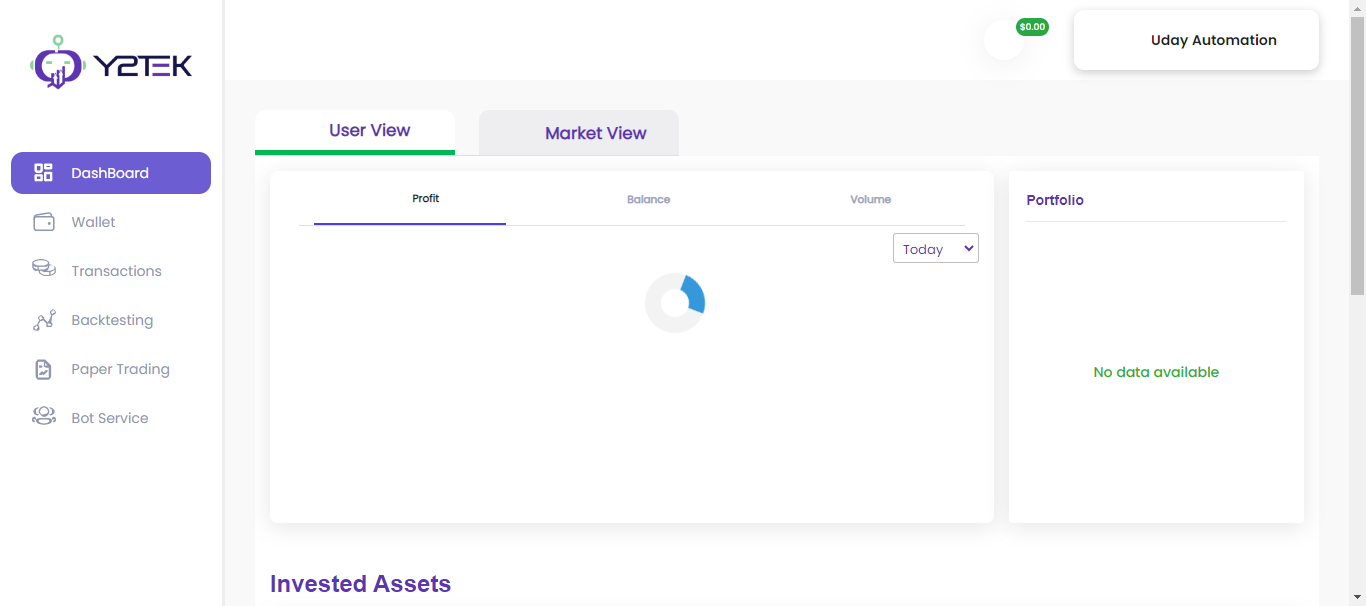 Y2TEK
$0.00
Uday Automation
DashBoard
Wallet
Transactions
Backtesting
Paper Trading
Bot Service
User View
Market View
Profit
Balance
Volume
Today
Portfolio
No data available
Invested Assets